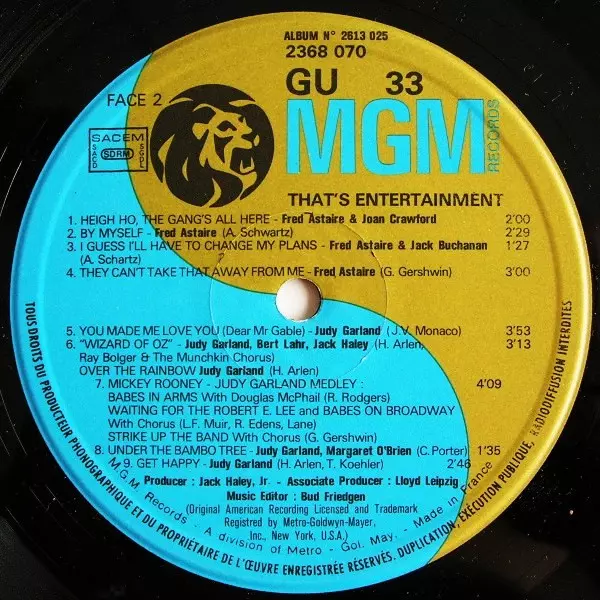 ALBUM N° 2613 025
2368 070
GU 33
FACE 2
MGM
RECORDS
SACEM
SACD SDRM SGDL
THAT'S ENTERTAINMENT
1. HEIGH HO, THE GANG'S ALL HERE - Fred Astaire & Joan Crawford 2'00
2. BY MYSELF - Fred Astaire (A. Schwartz) 2'29
3. I GUESS I'LL HAVE TO CHANGE MY PLANS - Fred Astaire & Jack Buchanan 1'27
(A. Schartz)
4. THEY CAN'T TAKE THAT AWAY FROM ME - Fred Astaire (G. Gershwin) 3'00
5. YOU MADE ME LOVE YOU (Dear Mr Gable) - Judy Garland (J.V. Monaco) 3'53
6. "WIZARD OF OZ" - Judy Garland, Bert Lahr, Jack Haley (H. Arlen, 3'13
Ray Bolger & The Munchkin Chorus)
OVER THE RAINBOW Judy Garland (H. Arlen)
7. MICKEY ROONEY - JUDY GARLAND MEDLEY : 4'09
BABES IN ARMS With Douglas McPhail (R. Rodgers)
WAITING FOR THE ROBERT E. LEE and BABES ON BROADWAY
With Chorus (L.F. Muir, R. Edens, Lane)
STRIKE UP THE BAND With Chorus (G. Gershwin)
8. UNDER THE BAMBO TREE - Judy Garland, Margaret O'Brien (C. Porter) 1'35
9. GET HAPPY - Judy Garland (H. Arlen, T. Koehler) 2'46
Producer : Jack Haley, Jr. - Associate Producer : Lloyd Leipzig
Music Editor : Bud Friedgen
(Original American Recording Licensed and Trademark
Registered by Metro-Goldwyn-Mayer,
Inc., New York, U.S.A.)
M.G.M. Records - A division of Metro - Gol. May. - Made in France
TOUS DROITS DU PRODUCTEUR PHONOGRAPHIQUE ET DU PROPRIÉTAIRE DE L'ŒUVRE ENREGISTRÉE RÉSERVÉS. DUPLICATION, EXÉCUTION PUBLIQUE, RADIODIFFUSION INTERDITES